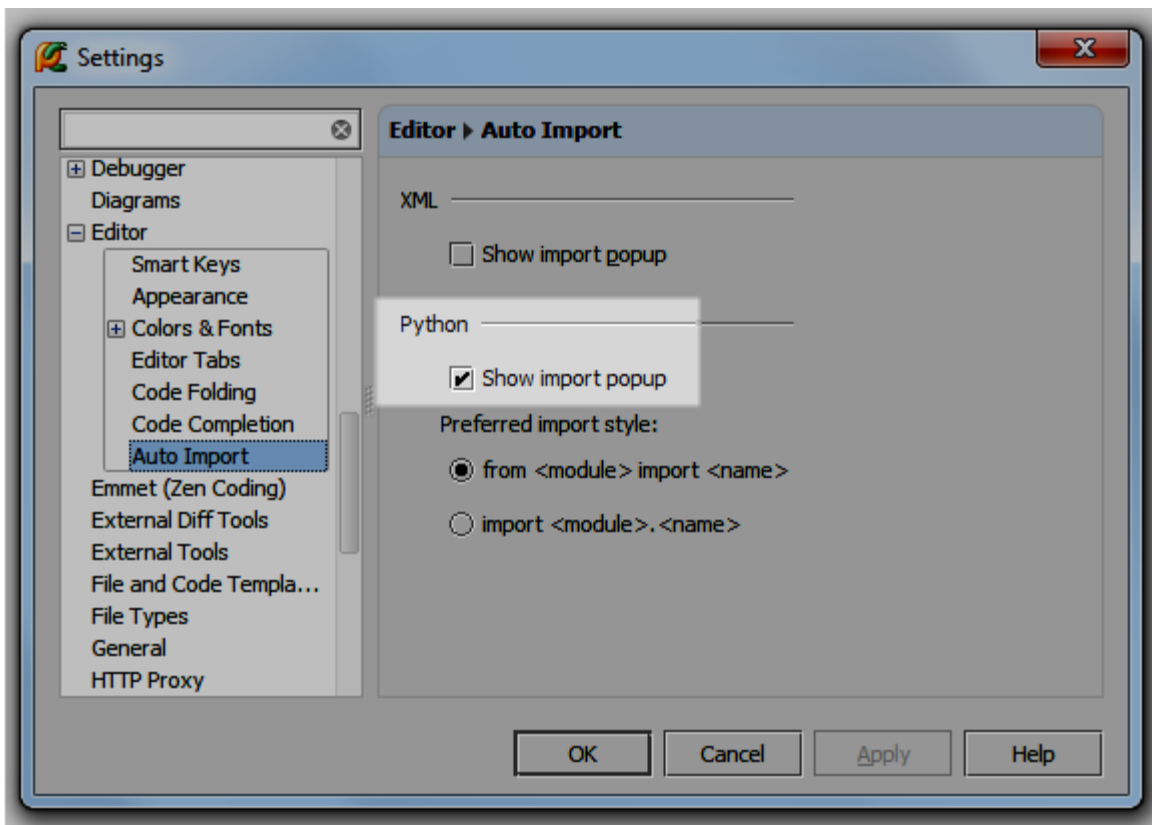 Settings
Debugger
Diagrams
Editor
Smart Keys
Appearance
Colors & Fonts
Editor Tabs
Code Folding
Code Completion
Auto Import
Emmet (Zen Coding)
External Diff Tools
External Tools
File and Code Templa...
File Types
General
HTTP Proxy
Editor ▸ Auto Import
XML
Show import popup
Python
Show import popup
Preferred import style:
from <module> import <name>
import <module>.<name>
OK Cancel Apply Help